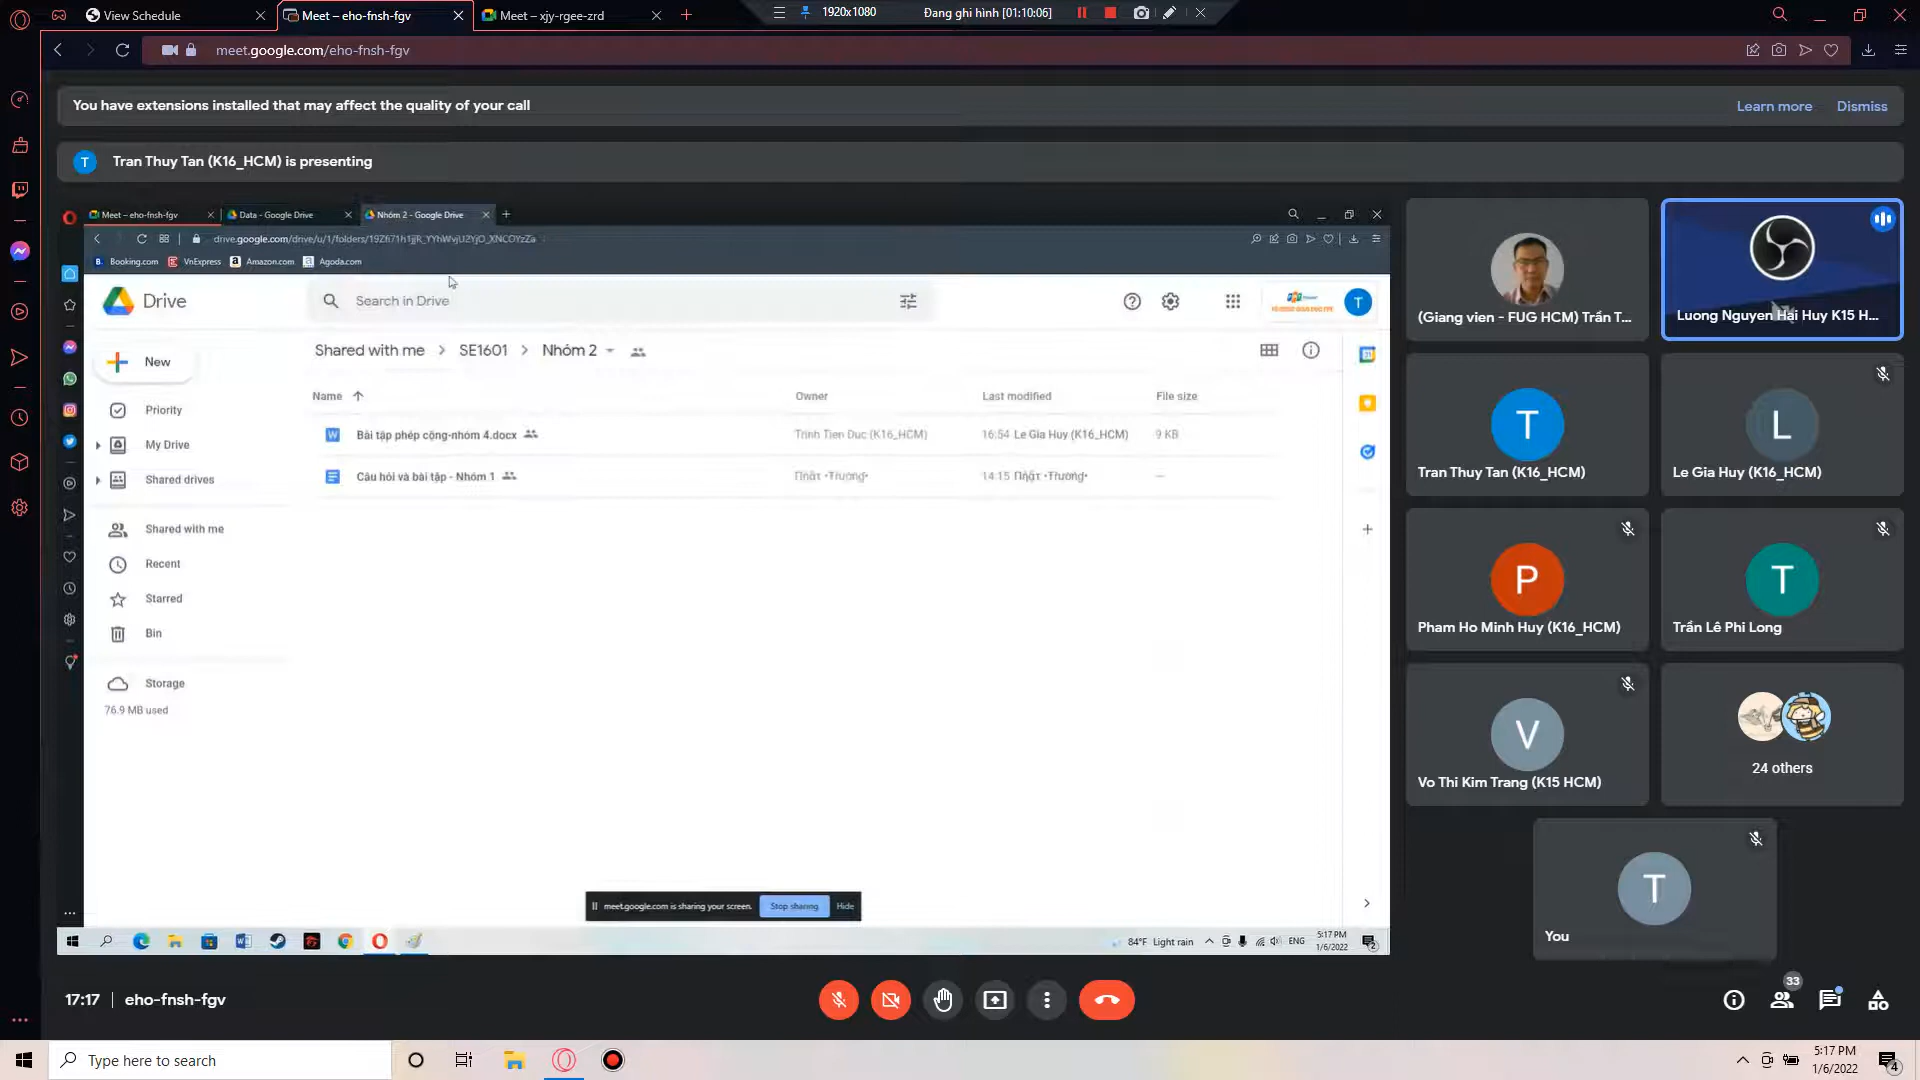 View Schedule
Meet – eho-fnsh-fgv
Meet – xjy-rgee-zrd
1920x1080
Đang ghi hình [01:10:06]
meet.google.com/eho-fnsh-fgv
You have extensions installed that may affect the quality of your call
Learn more
Dismiss
T
Tran Thuy Tan (K16_HCM) is presenting
Meet – eho-fnsh-fgv
Data - Google Drive
Nhóm 2 - Google Drive
Booking.com
VnExpress
Amazon.com
Agoda.com
Drive
Search in Drive
T
New
Shared with me
SE1601
Nhóm 2
Name
Owner
Last modified
File size
Bài tập phép cộng-nhóm 4.docx
Trinh Tien Duc (K16_HCM)
16:54 Le Gia Huy (K16_HCM)
9 KB
Câu hỏi và bài tập - Nhóm 1
14:15
Priority
My Drive
Shared drives
Shared with me
Recent
Starred
Bin
Storage
76.9 MB used
meet.google.com is sharing your screen.
Stop sharing
Hide
84°F Light rain
ENG
5:17 PM
1/6/2022
(Giang vien - FUG HCM) Trần T...
Luong Nguyen Hai Huy K15 H...
T
Tran Thuy Tan (K16_HCM)
L
Le Gia Huy (K16_HCM)
P
Pham Ho Minh Huy (K16_HCM)
T
Trần Lê Phi Long
V
Vo Thi Kim Trang (K15 HCM)
24 others
T
You
17:17
eho-fnsh-fgv
33
Type here to search
5:17 PM
1/6/2022
4